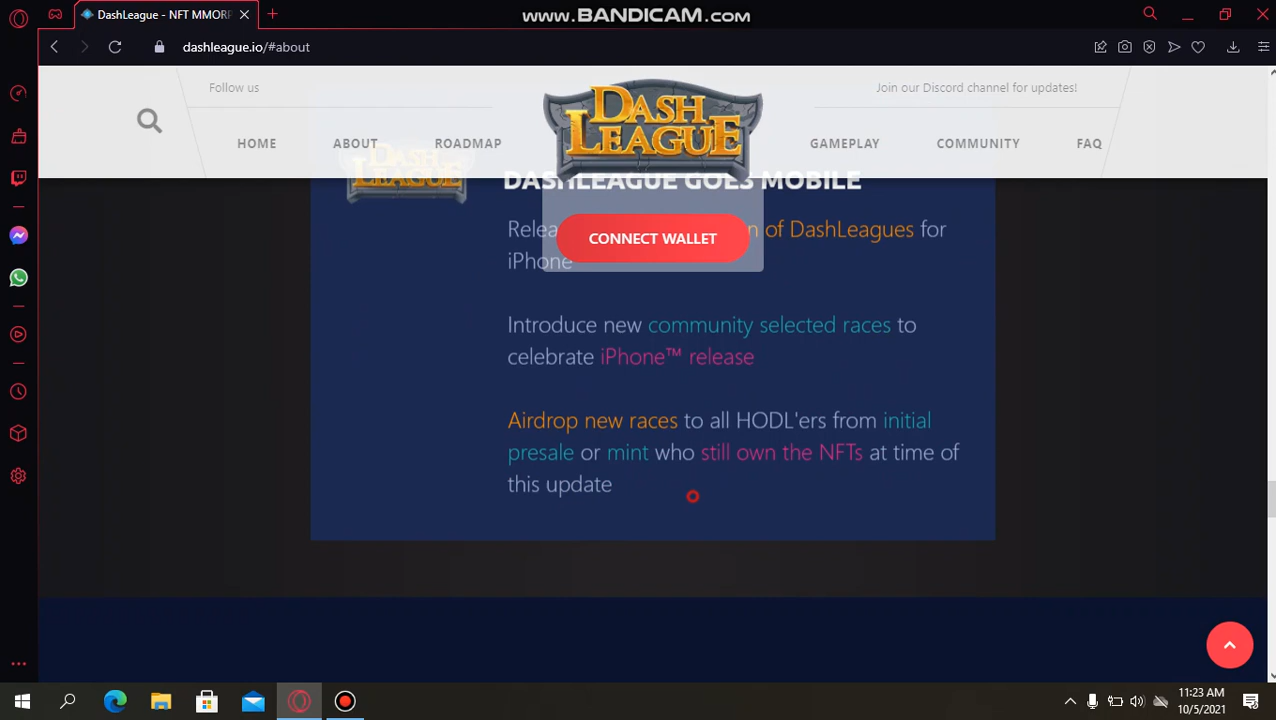 www.BANDICAM.com
DashLeague - NFT MMORP
dashleague.io/#about
Follow us
Join our Discord channel for updates!
HOME ABOUT ROADMAP
DASH LEAGUE
GAMEPLAY COMMUNITY FAQ
DASH LEAGUE
DASHLEAGUE GOES MOBILE
CONNECT WALLET
of DashLeagues for
iPhone
Introduce new community selected races to
celebrate iPhone™ release
Airdrop new races to all HODL'ers from initial
presale or mint who still own the NFTs at time of
this update
11:23 AM
10/5/2021